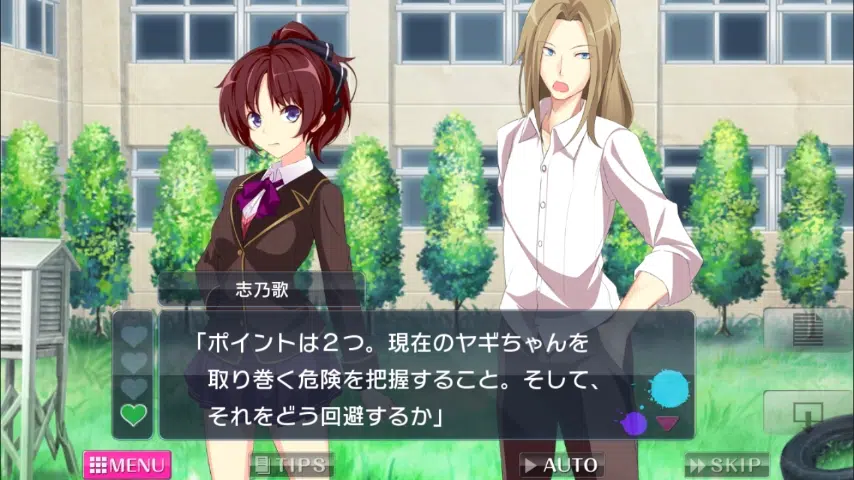 志乃歌
「ポイントは２つ。現在のヤギちゃんを
取り巻く危険を把握すること。そして、
それをどう回避するか」
MENU
TIPS
AUTO
SKIP